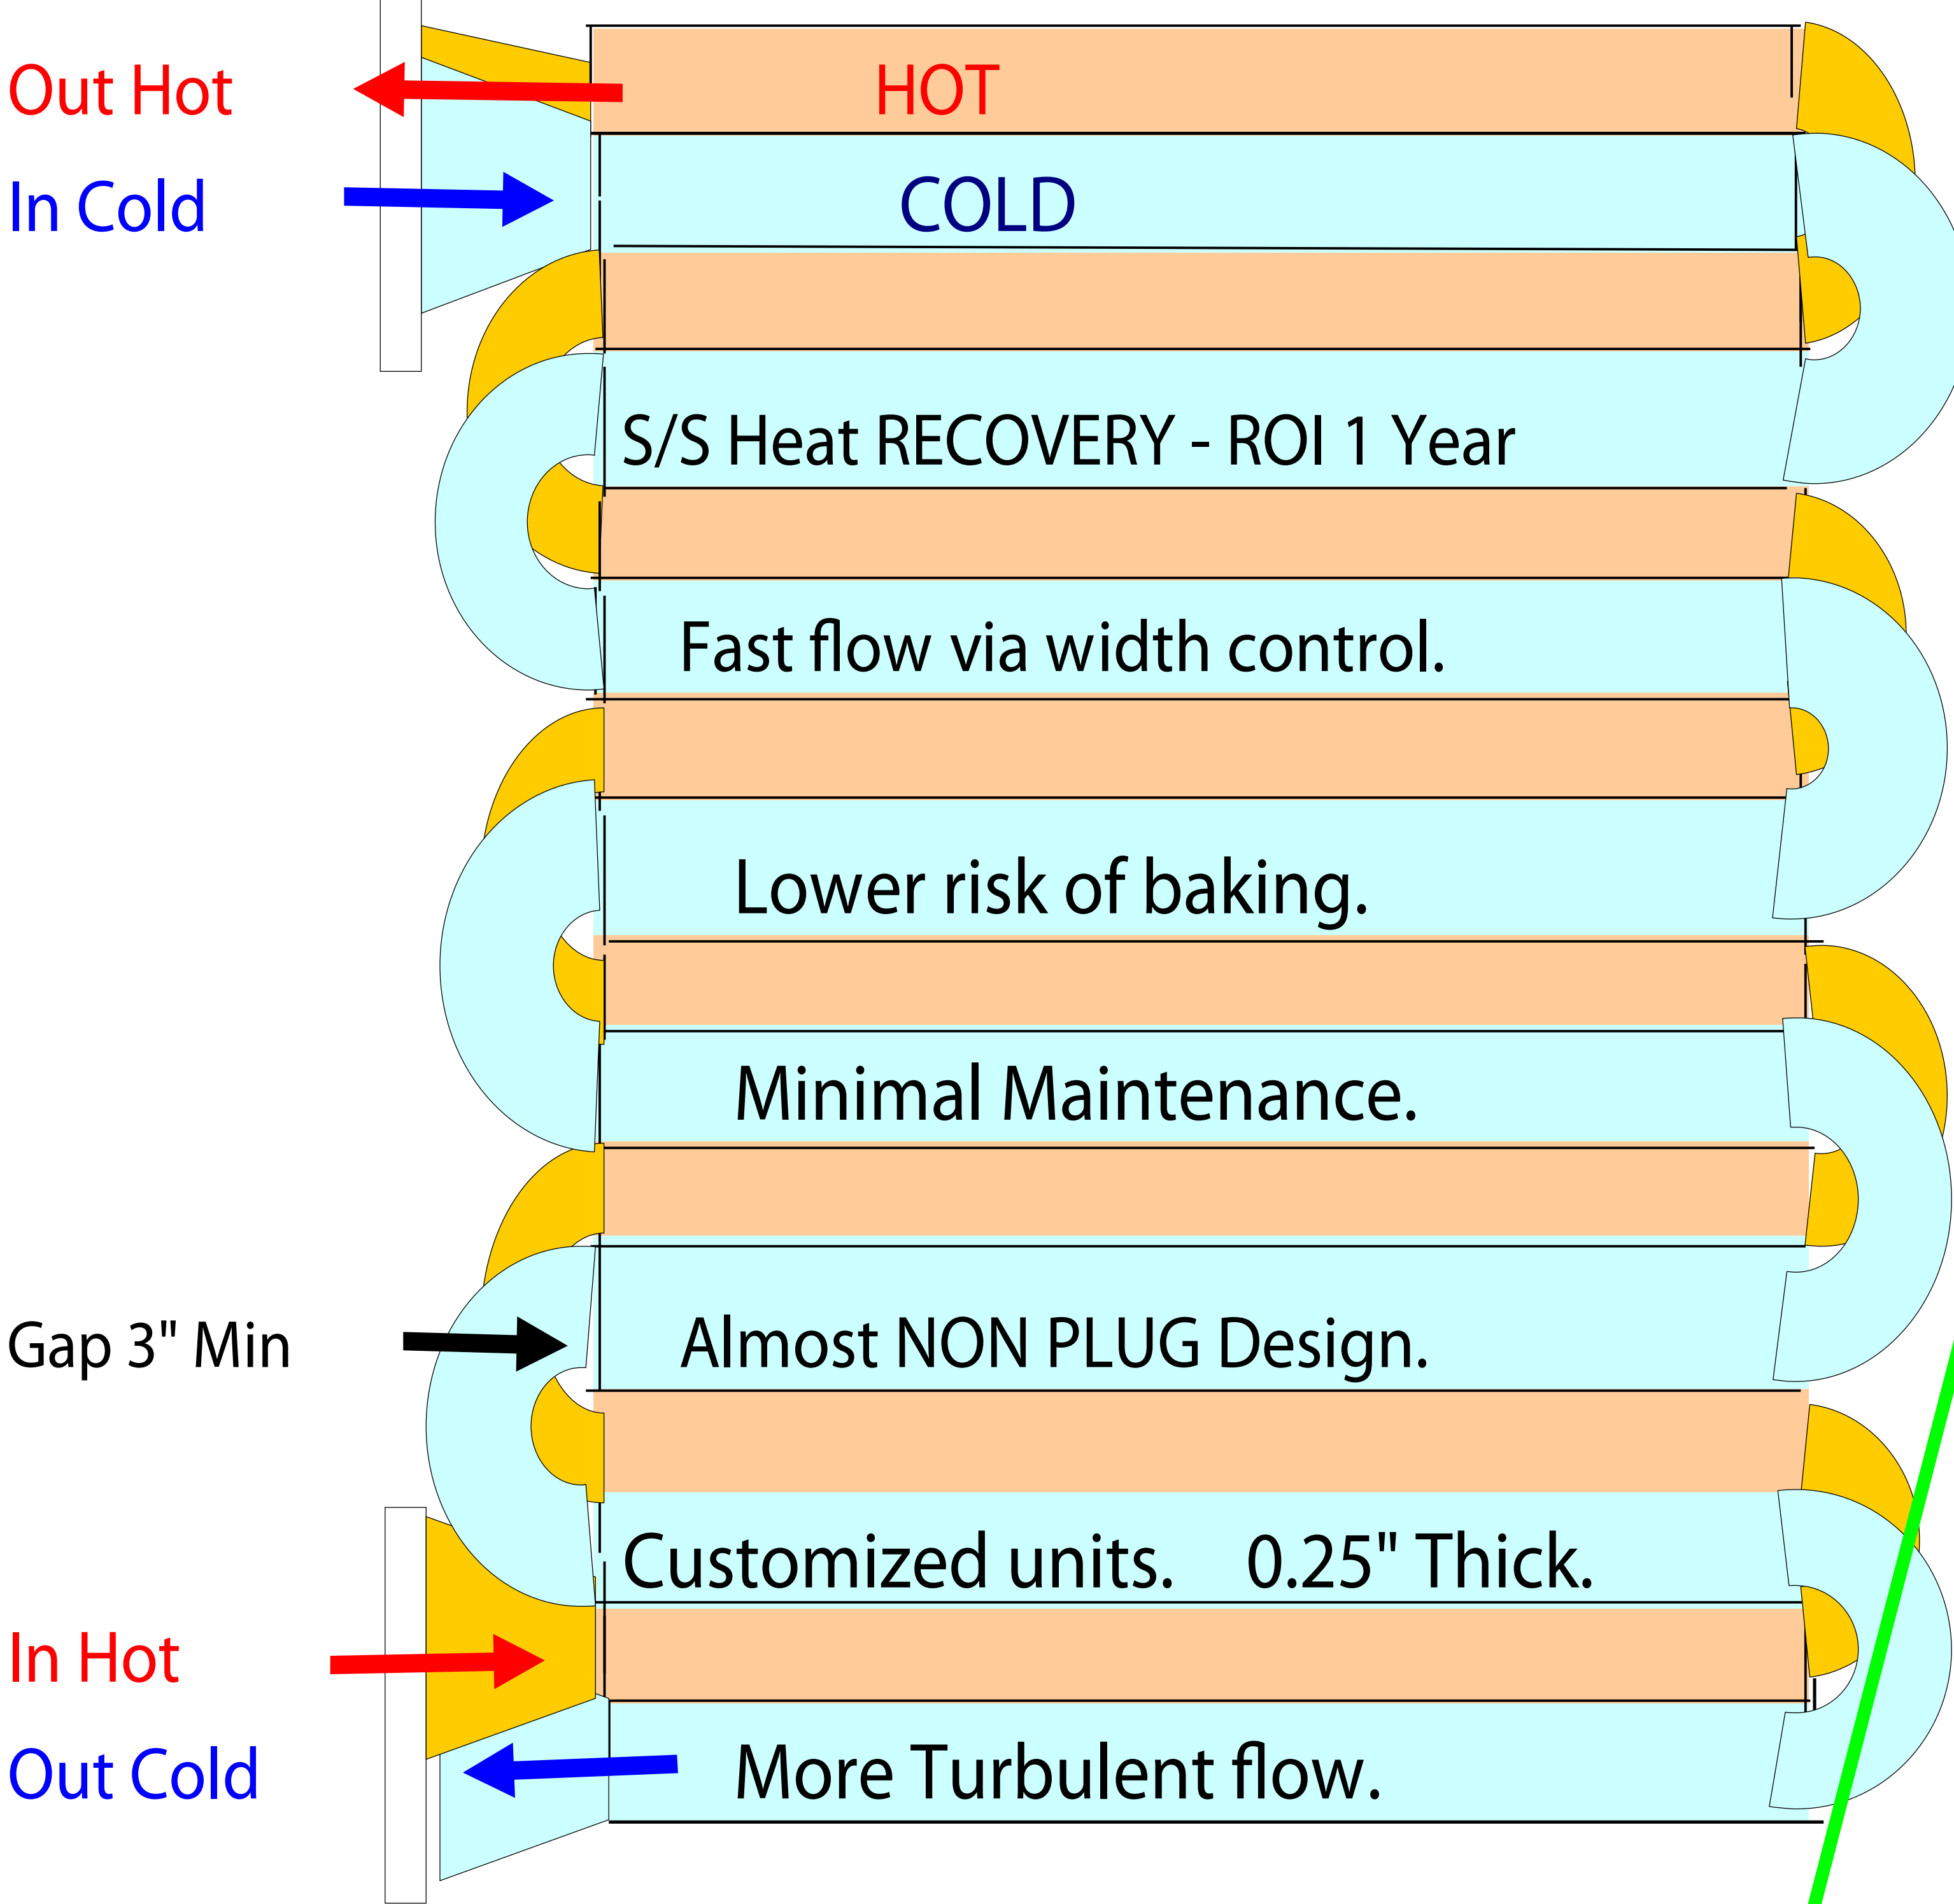 Out Hot
HOT
In Cold
COLD
S/S Heat RECOVERY - ROI 1 Year
Fast flow via width control.
Lower risk of baking.
Minimal Maintenance.
Gap 3" Min
Almost NON PLUG Design.
Customized units. 0.25" Thick.
In Hot
Out Cold
More Turbulent flow.